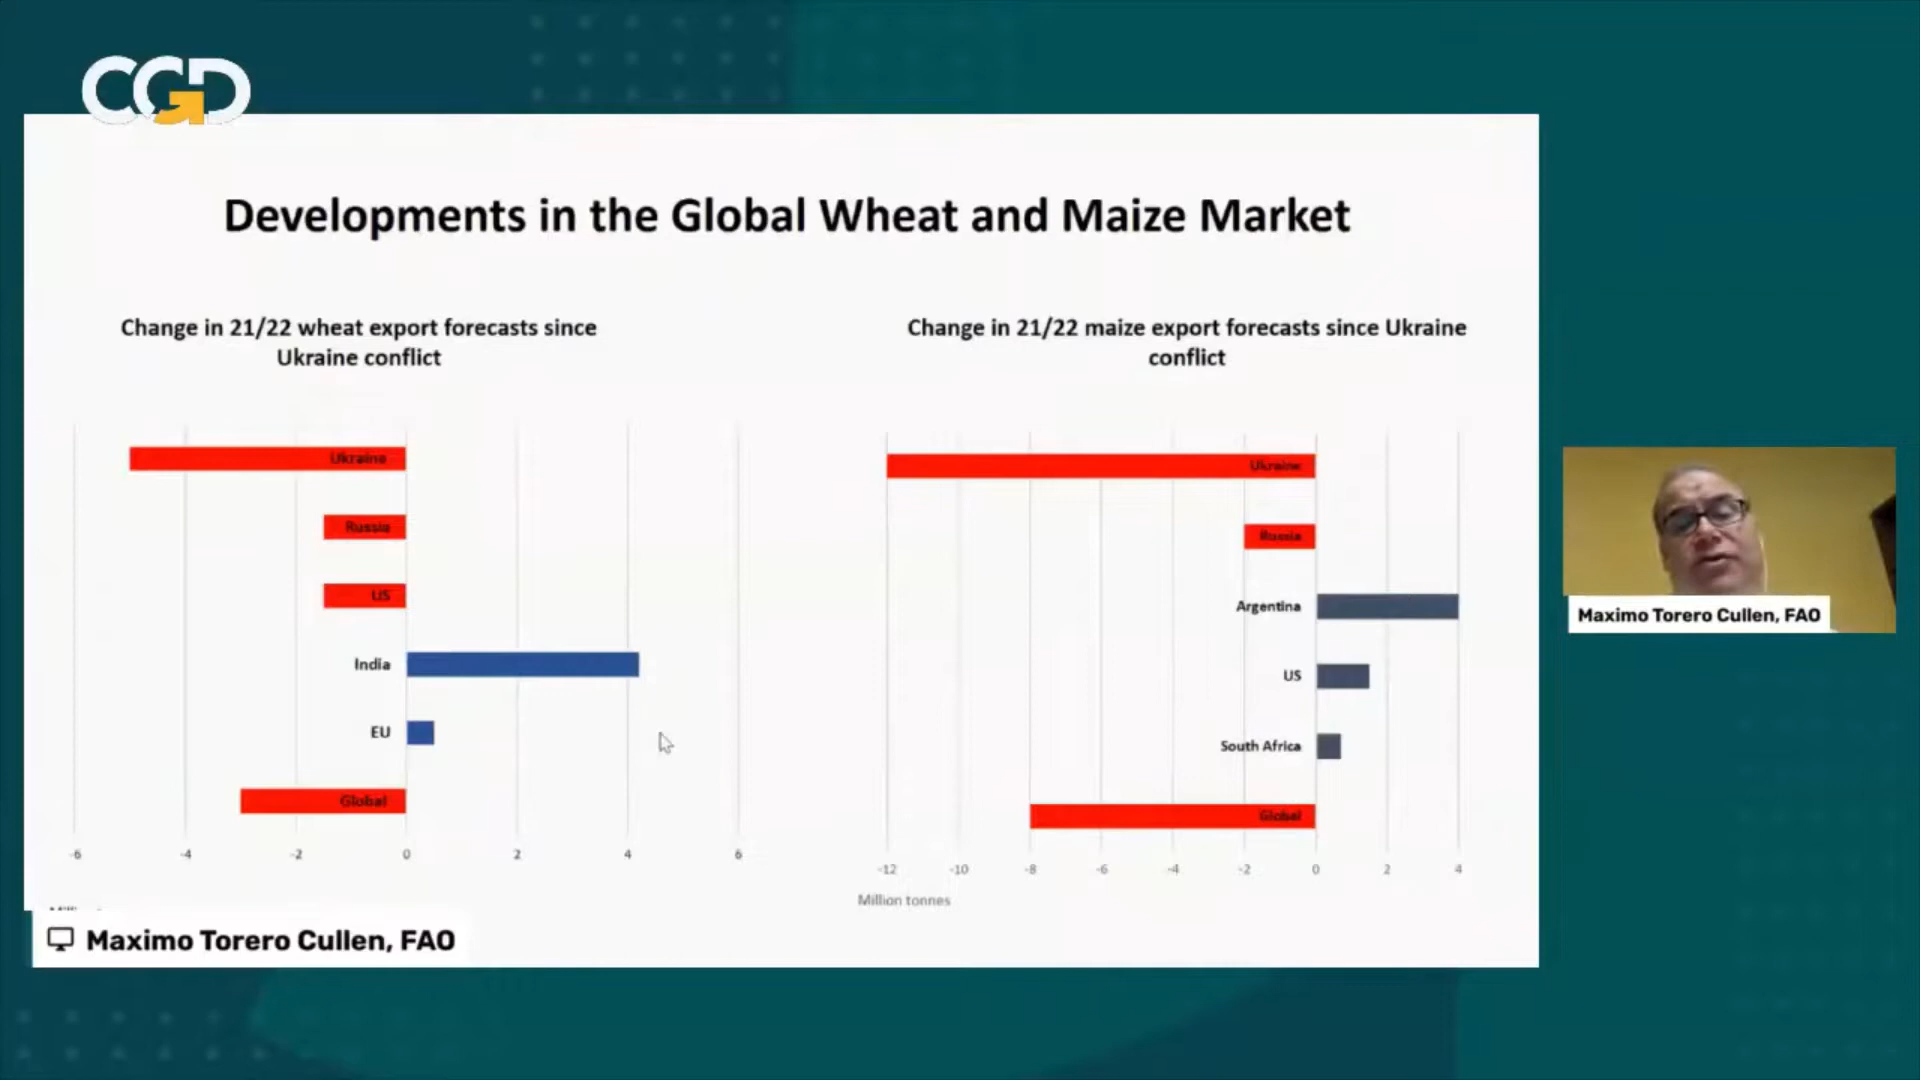 CGD
Developments in the Global Wheat and Maize Market
Change in 21/22 wheat export forecasts since
Ukraine conflict
Ukraine
Russia
US
India
EU
Global
-6 -4 -2 0 2 4 6
Change in 21/22 maize export forecasts since Ukraine
conflict
Ukraine
Russia
Argentina
US
South Africa
Global
-12 -10 -8 -6 -4 -2 0 2 4
Million tonnes
Maximo Torero Cullen, FAO
Maximo Torero Cullen, FAO